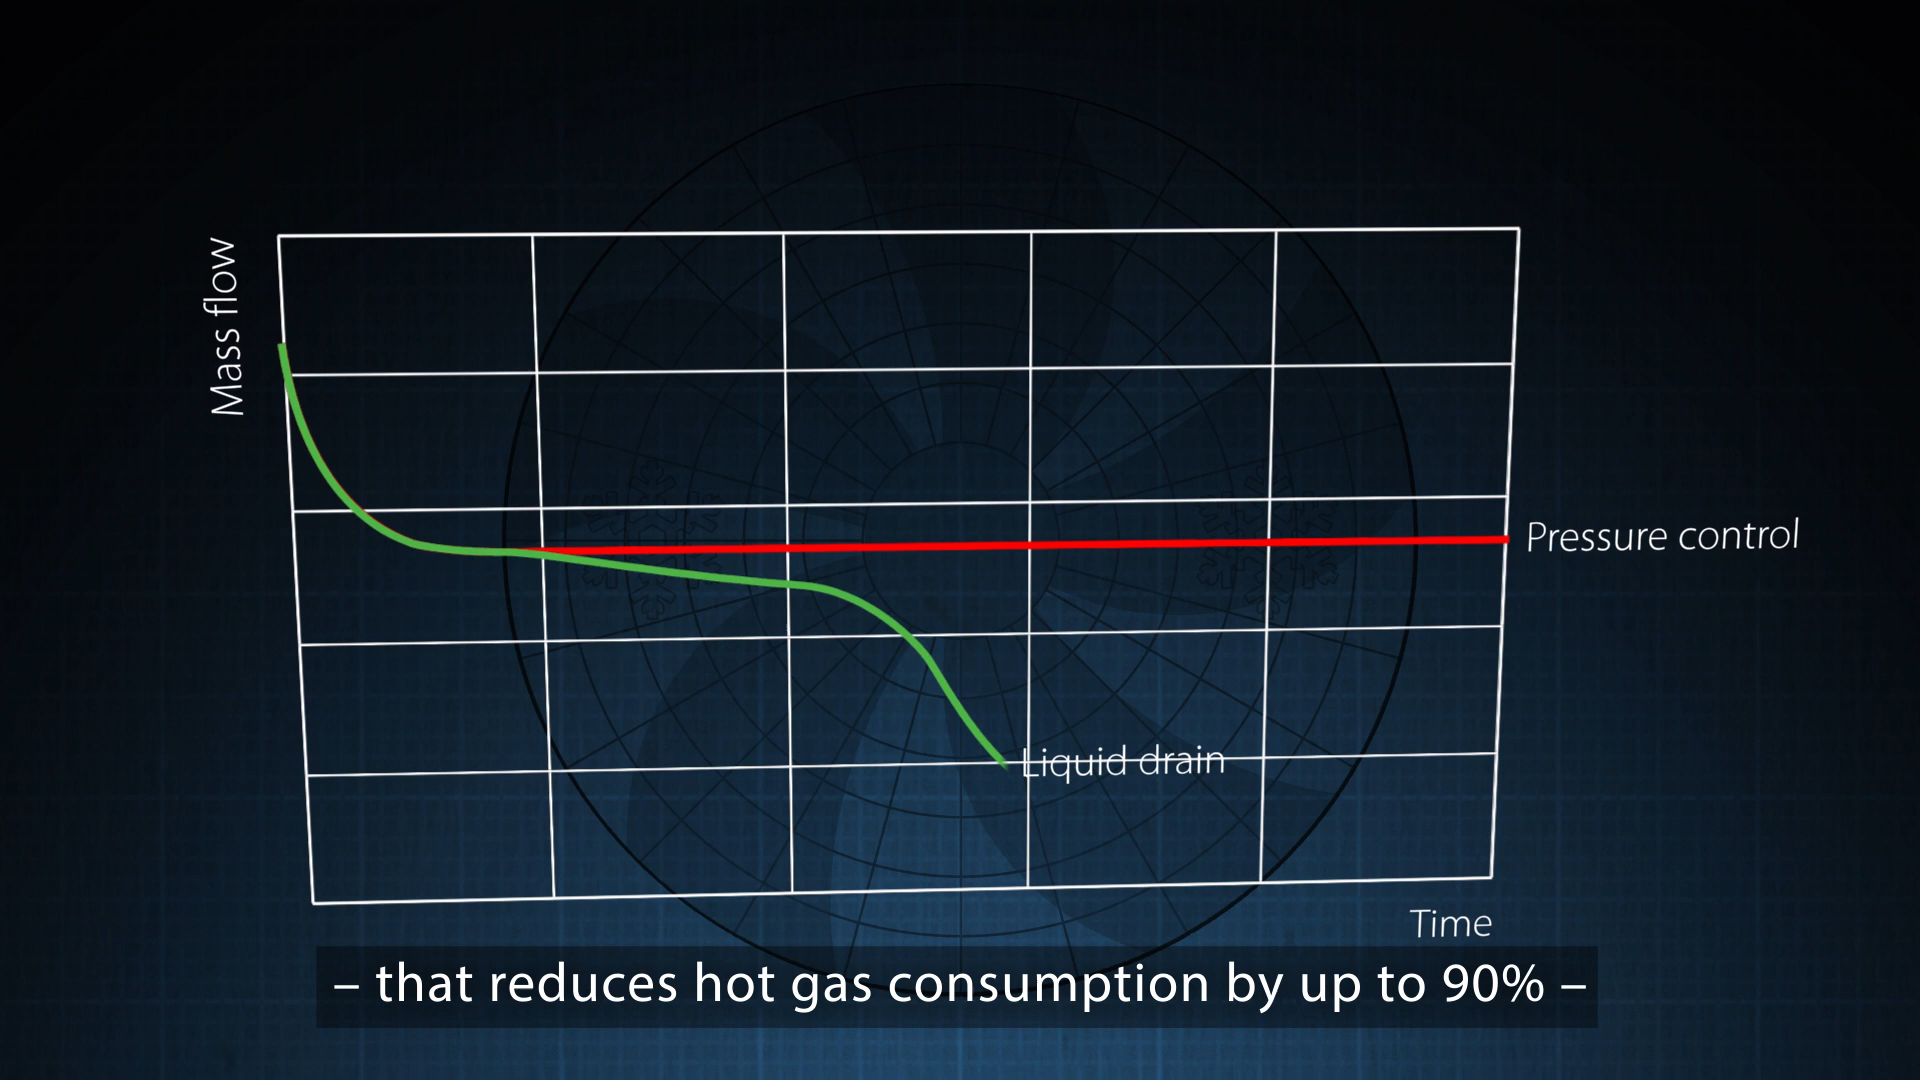 Mass flow
Pressure control
Liquid drain
Time
– that reduces hot gas consumption by up to 90% –